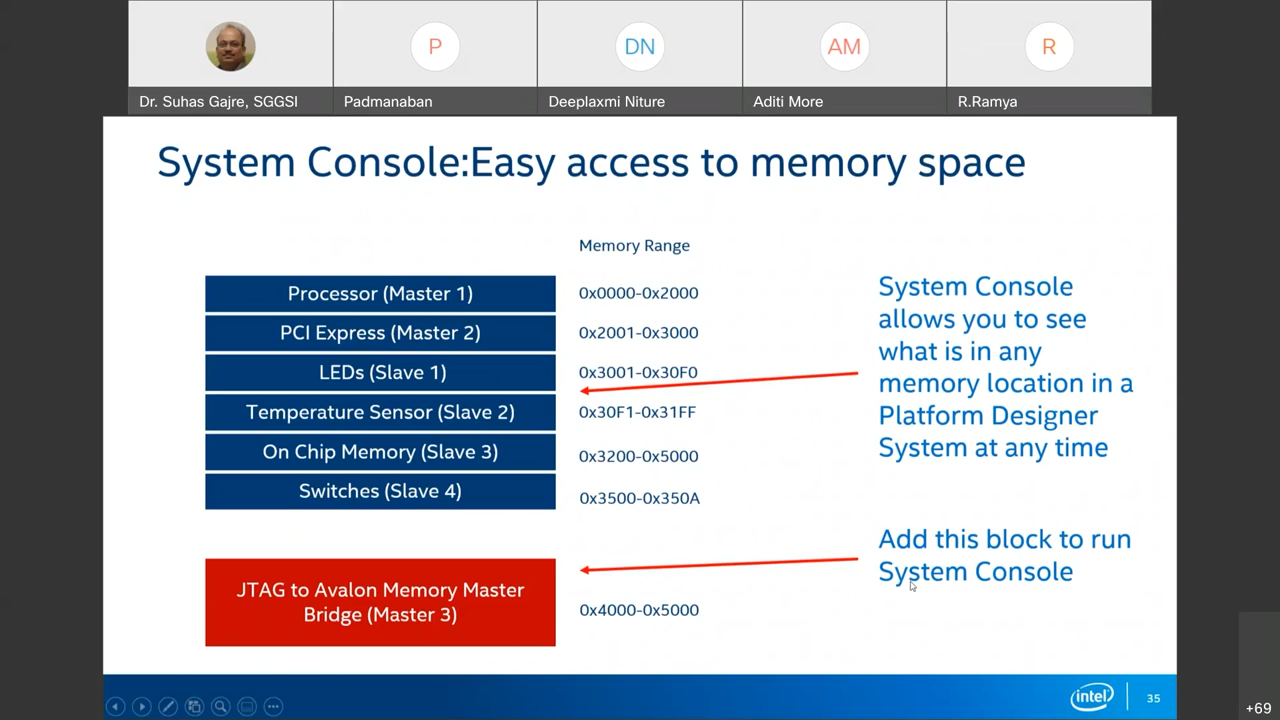 P
DN
AM
R
Dr. Suhas Gajre, SGGSI
Padmanaban
Deeplaxmi Niture
Aditi More
R.Ramya
System Console:Easy access to memory space
Memory Range
Processor (Master 1)
0x0000-0x2000
PCI Express (Master 2)
0x2001-0x3000
LEDs (Slave 1)
0x3001-0x30F0
Temperature Sensor (Slave 2)
0x30F1-0x31FF
On Chip Memory (Slave 3)
0x3200-0x5000
Switches (Slave 4)
0x3500-0x350A
System Console
allows you to see
what is in any
memory location in a
Platform Designer
System at any time
JTAG to Avalon Memory Master
Bridge (Master 3)
0x4000-0x5000
Add this block to run
System Console
intel
35
+69